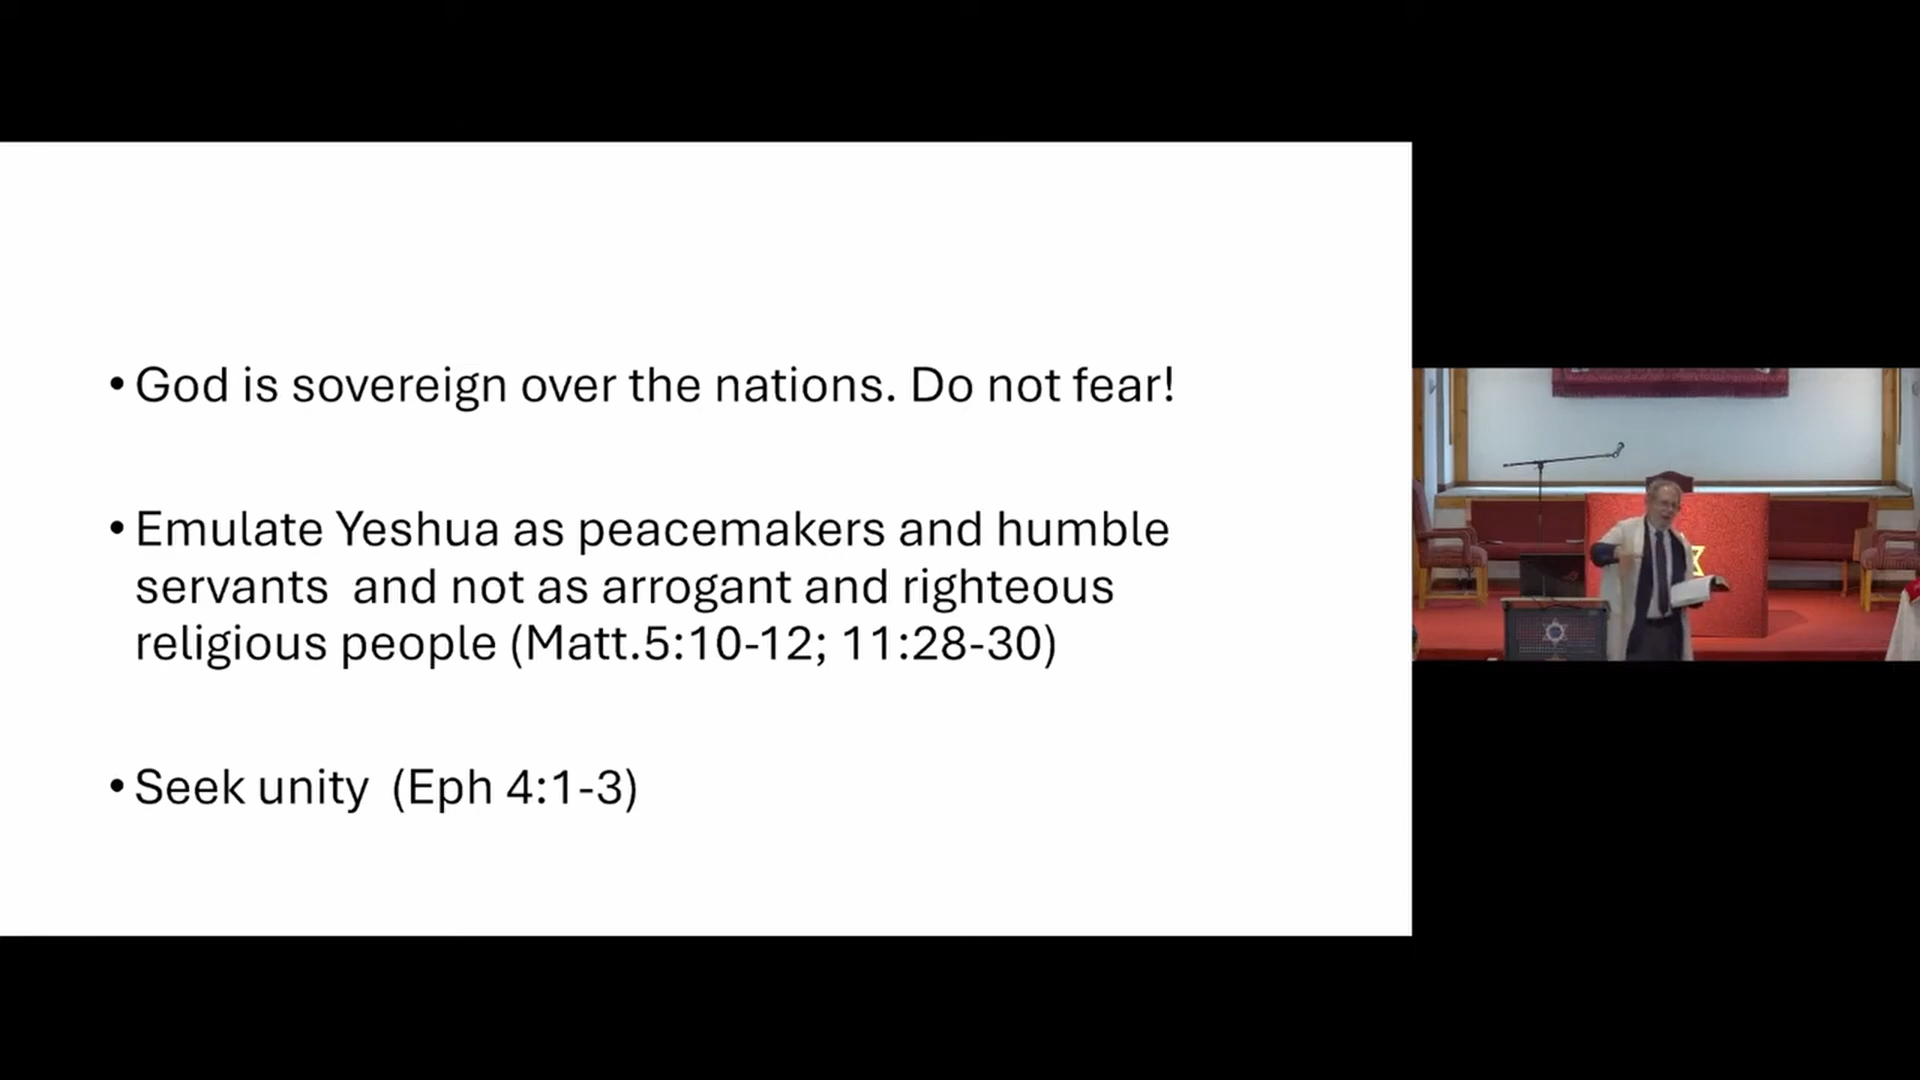 • God is sovereign over the nations. Do not fear!
• Emulate Yeshua as peacemakers and humble
servants  and not as arrogant and righteous
religious people (Matt.5:10-12; 11:28-30)
• Seek unity  (Eph 4:1-3)